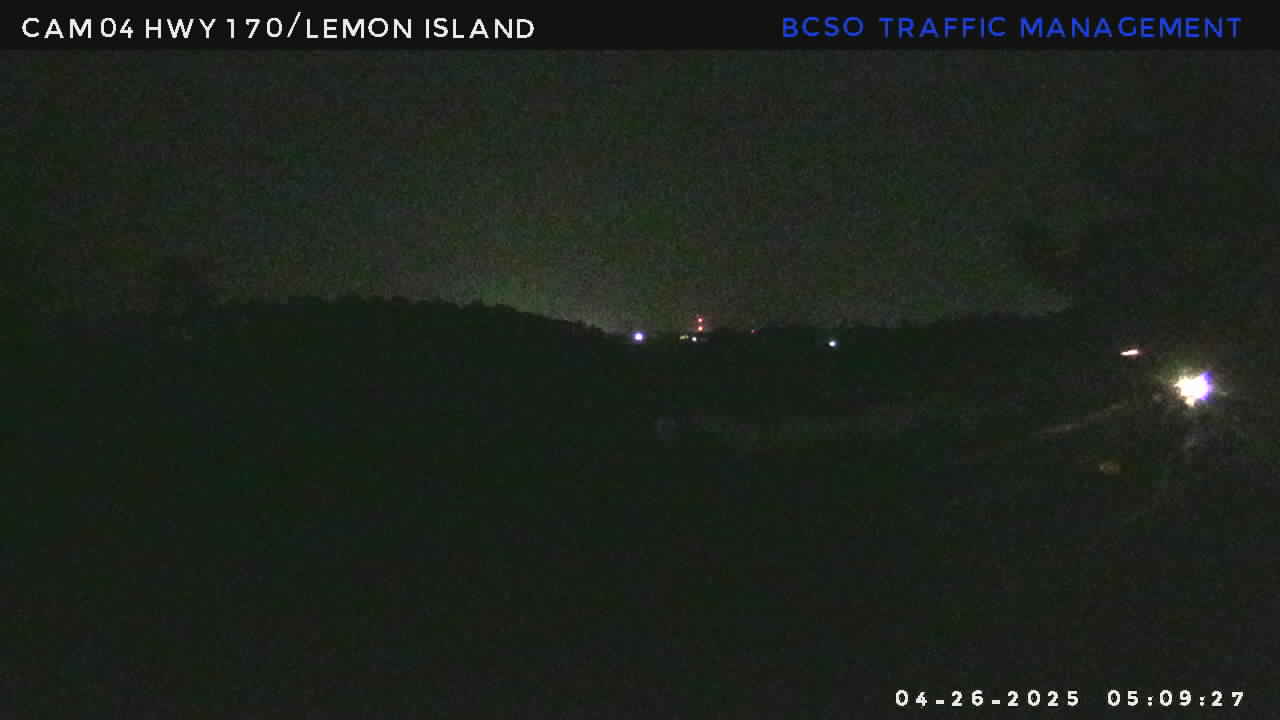 CAM04 HWY 170/LEMON ISLAND
BCSO TRAFFIC MANAGEMENT
04-26-2025 05:09:27